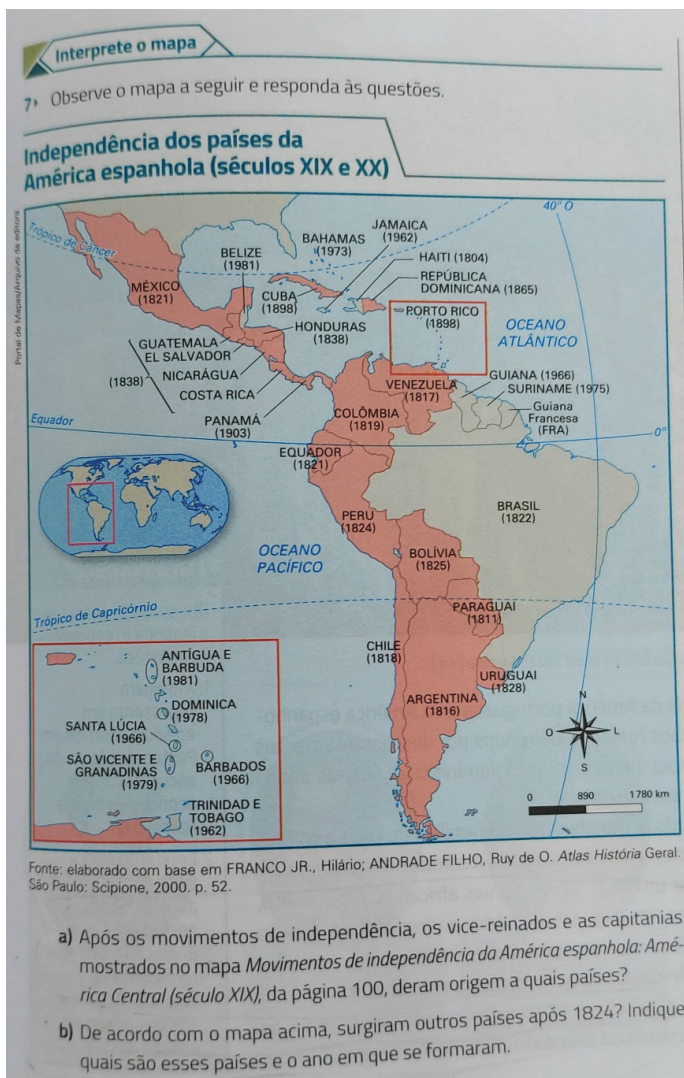 Interprete o mapa
7 Observe o mapa a seguir e responda às questões.
Independência dos países da
América espanhola (séculos XIX e XX)
Portal de Mapas/Arquivo da editora
Trópico de Câncer
40° O
JAMAICA
(1962)
BAHAMAS
(1973)
HAITI (1804)
BELIZE
(1981)
REPÚBLICA
DOMINICANA (1865)
MÉXICO
(1821)
CUBA
(1898)
PORTO RICO
(1898)
HONDURAS
(1838)
OCEANO
ATLÂNTICO
GUATEMALA
EL SALVADOR
NICARÁGUA
(1838)
COSTA RICA
PANAMÁ
(1903)
VENEZUELA
(1817)
GUIANA (1966)
SURINAME (1975)
Guiana
Francesa
(FRA)
COLÔMBIA
(1819)
Equador
0°
EQUADOR
(1821)
BRASIL
(1822)
PERU
(1824)
OCEANO
PACÍFICO
BOLÍVIA
(1825)
Trópico de Capricórnio
PARAGUAI
(1811)
CHILE
(1818)
URUGUAI
(1828)
ARGENTINA
(1816)
N
O
L
S
0 890 1780 km
ANTÍGUA E
BARBUDA
(1981)
DOMINICA
(1978)
SANTA LÚCIA
(1966)
SÃO VICENTE E
GRANADINAS
(1979)
BARBADOS
(1966)
TRINIDAD E
TOBAGO
(1962)
Fonte: elaborado com base em FRANCO JR., Hilário; ANDRADE FILHO, Ruy de O. Atlas História Geral.
São Paulo: Scipione, 2000. p. 52.
a) Após os movimentos de independência, os vice-reinados e as capitanias
mostrados no mapa Movimentos de independência da América espanhola: Amé-
rica Central (século XIX), da página 100, deram origem a quais países?
b) De acordo com o mapa acima, surgiram outros países após 1824? Indique
quais são esses países e o ano em que se formaram.